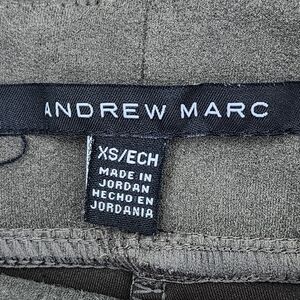 ANDREW MARC
XS/ECH
MADE IN
JORDAN
HECHO EN
JORDANIA